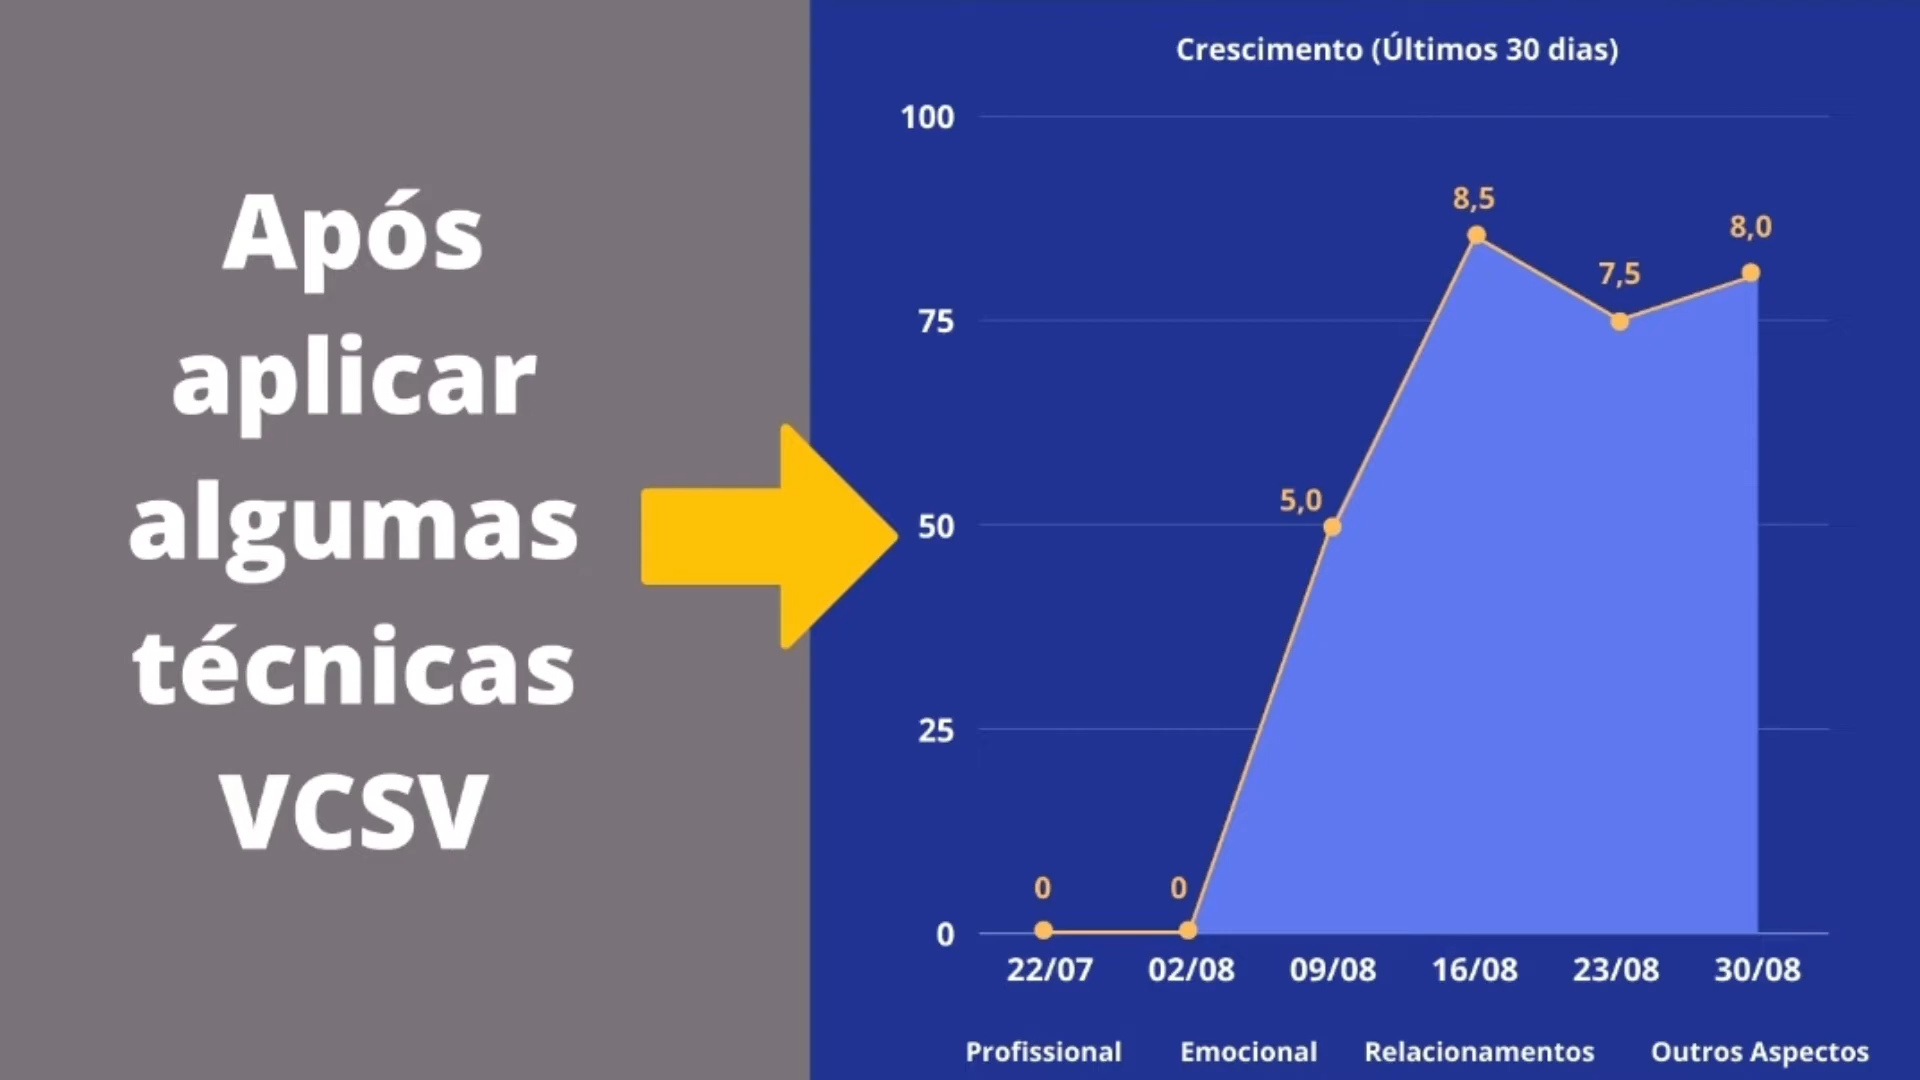 Após
aplicar
algumas
técnicas
VCSV
Crescimento (Últimos 30 dias)
100
75
50
25
0
8,5
8,0
7,5
5,0
0
0
22/07 02/08 09/08 16/08 23/08 30/08
Profissional Emocional Relacionamentos Outros Aspectos